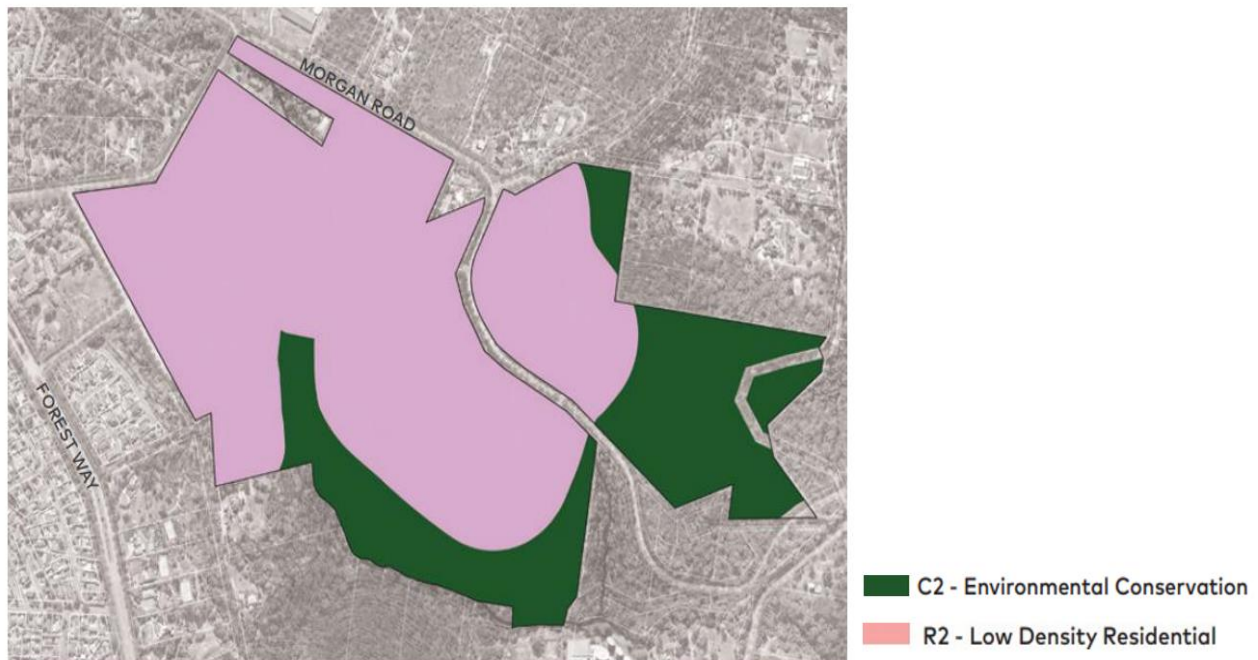 MORGAN ROAD
FOREST WAY
C2 - Environmental Conservation
R2 - Low Density Residential